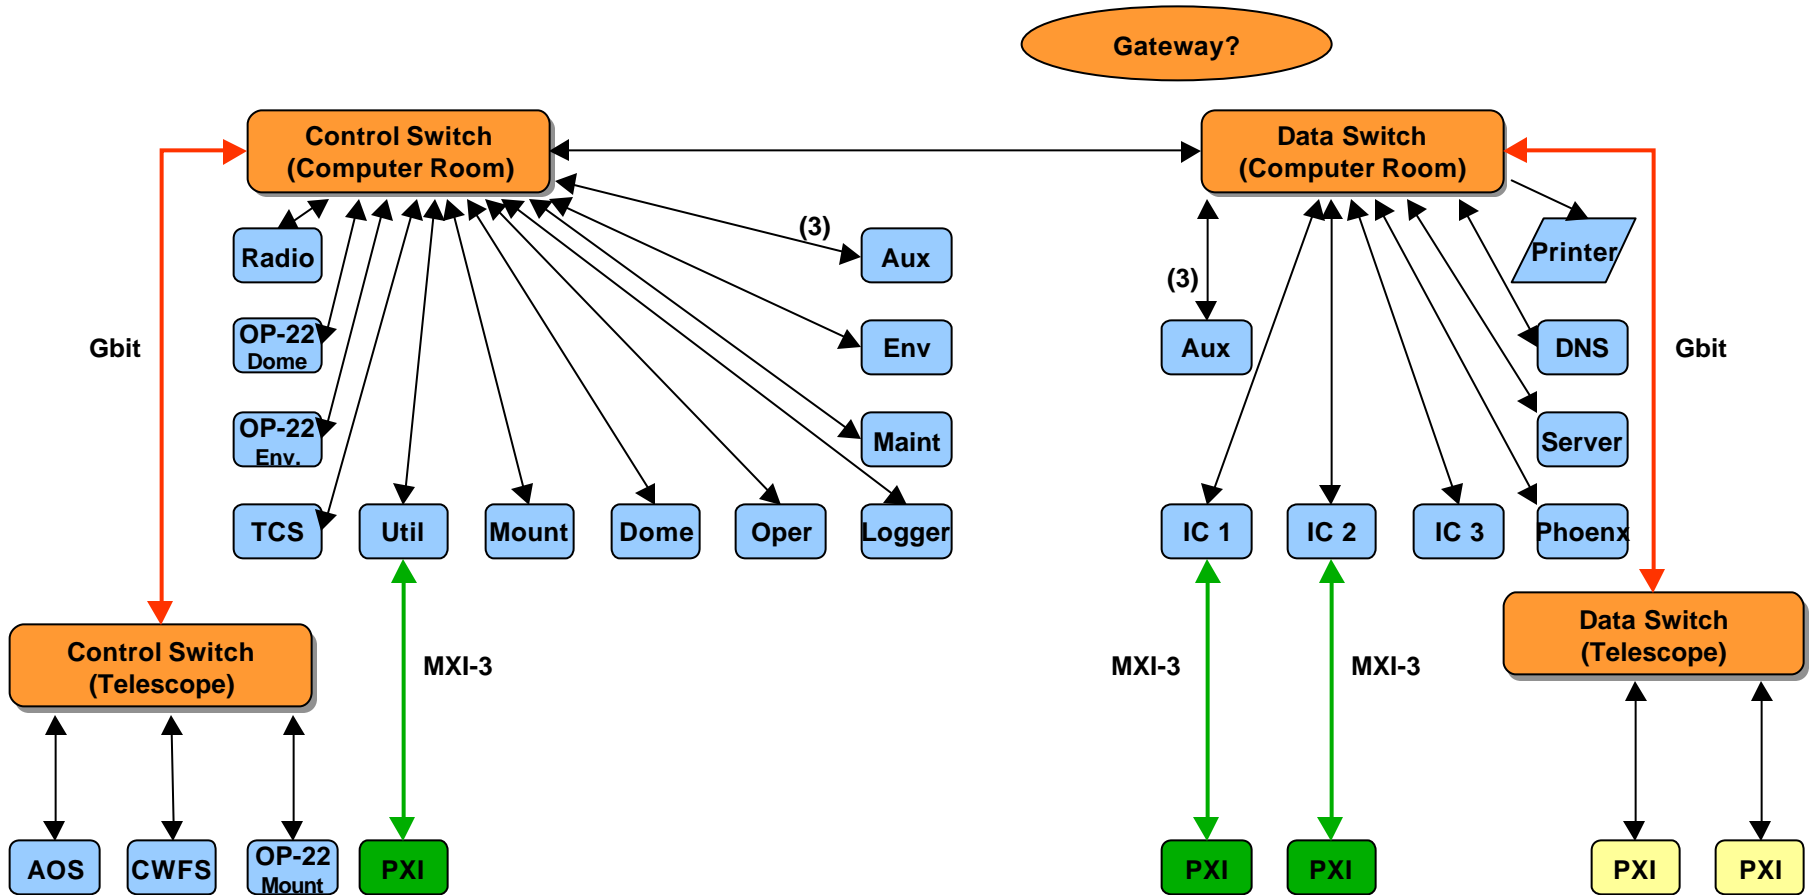 Gateway?
Control Switch
(Computer Room)
Data Switch
(Computer Room)
Radio
(3)
Aux
(3)
Printer
OP-22
Dome
Gbit
Env
Aux
DNS
Gbit
OP-22
Env.
Maint
Server
TCS
Util
Mount
Dome
Oper
Logger
IC 1
IC 2
IC 3
Phoenx
Control Switch
(Telescope)
MXI-3
MXI-3
MXI-3
Data Switch
(Telescope)
AOS
CWFS
OP-22
Mount
PXI
PXI
PXI
PXI
PXI